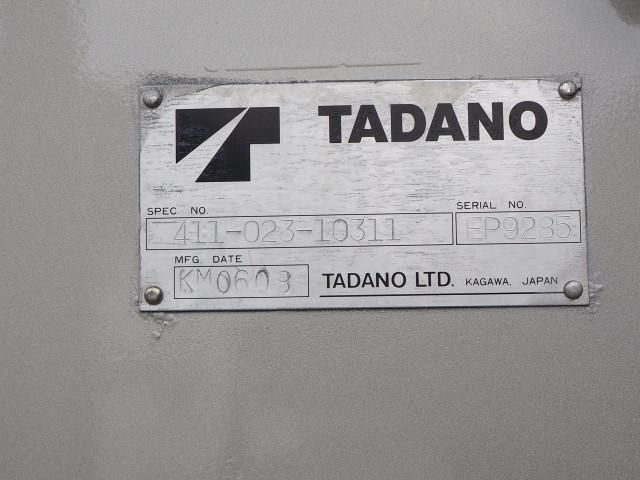 TADANO
SPEC. NO. SERIAL NO.
411-023-10311 EP9285
MFG. DATE
KM0603 TADANO LTD. KAGAWA, JAPAN